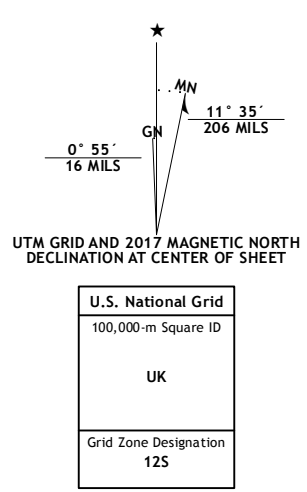 ★
MN
11° 35´
206 MILS
GN
0° 55´
16 MILS
UTM GRID AND 2017 MAGNETIC NORTH
DECLINATION AT CENTER OF SHEET
U.S. National Grid
100,000-m Square ID
UK
Grid Zone Designation
12S